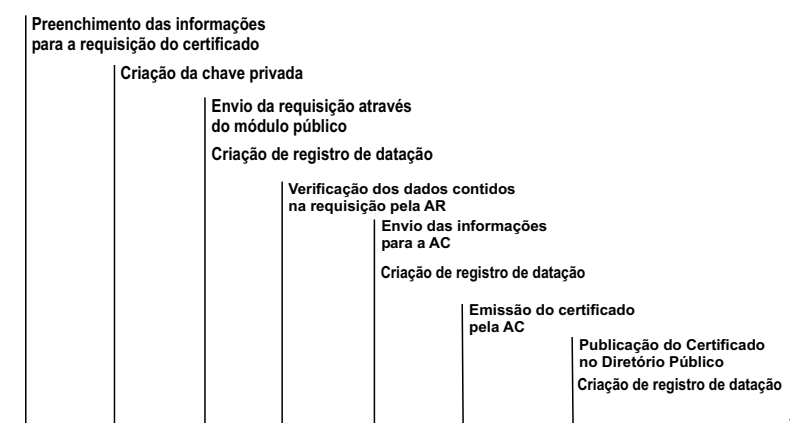 Preenchimento das informações
para a requisição do certificado
Criação da chave privada
Envio da requisição através
do módulo público
Criação de registro de datação
Verificação dos dados contidos
na requisição pela AR
Envio das informações
para a AC
Criação de registro de datação
Emissão do certificado
pela AC
Publicação do Certificado
no Diretório Público
Criação de registro de datação